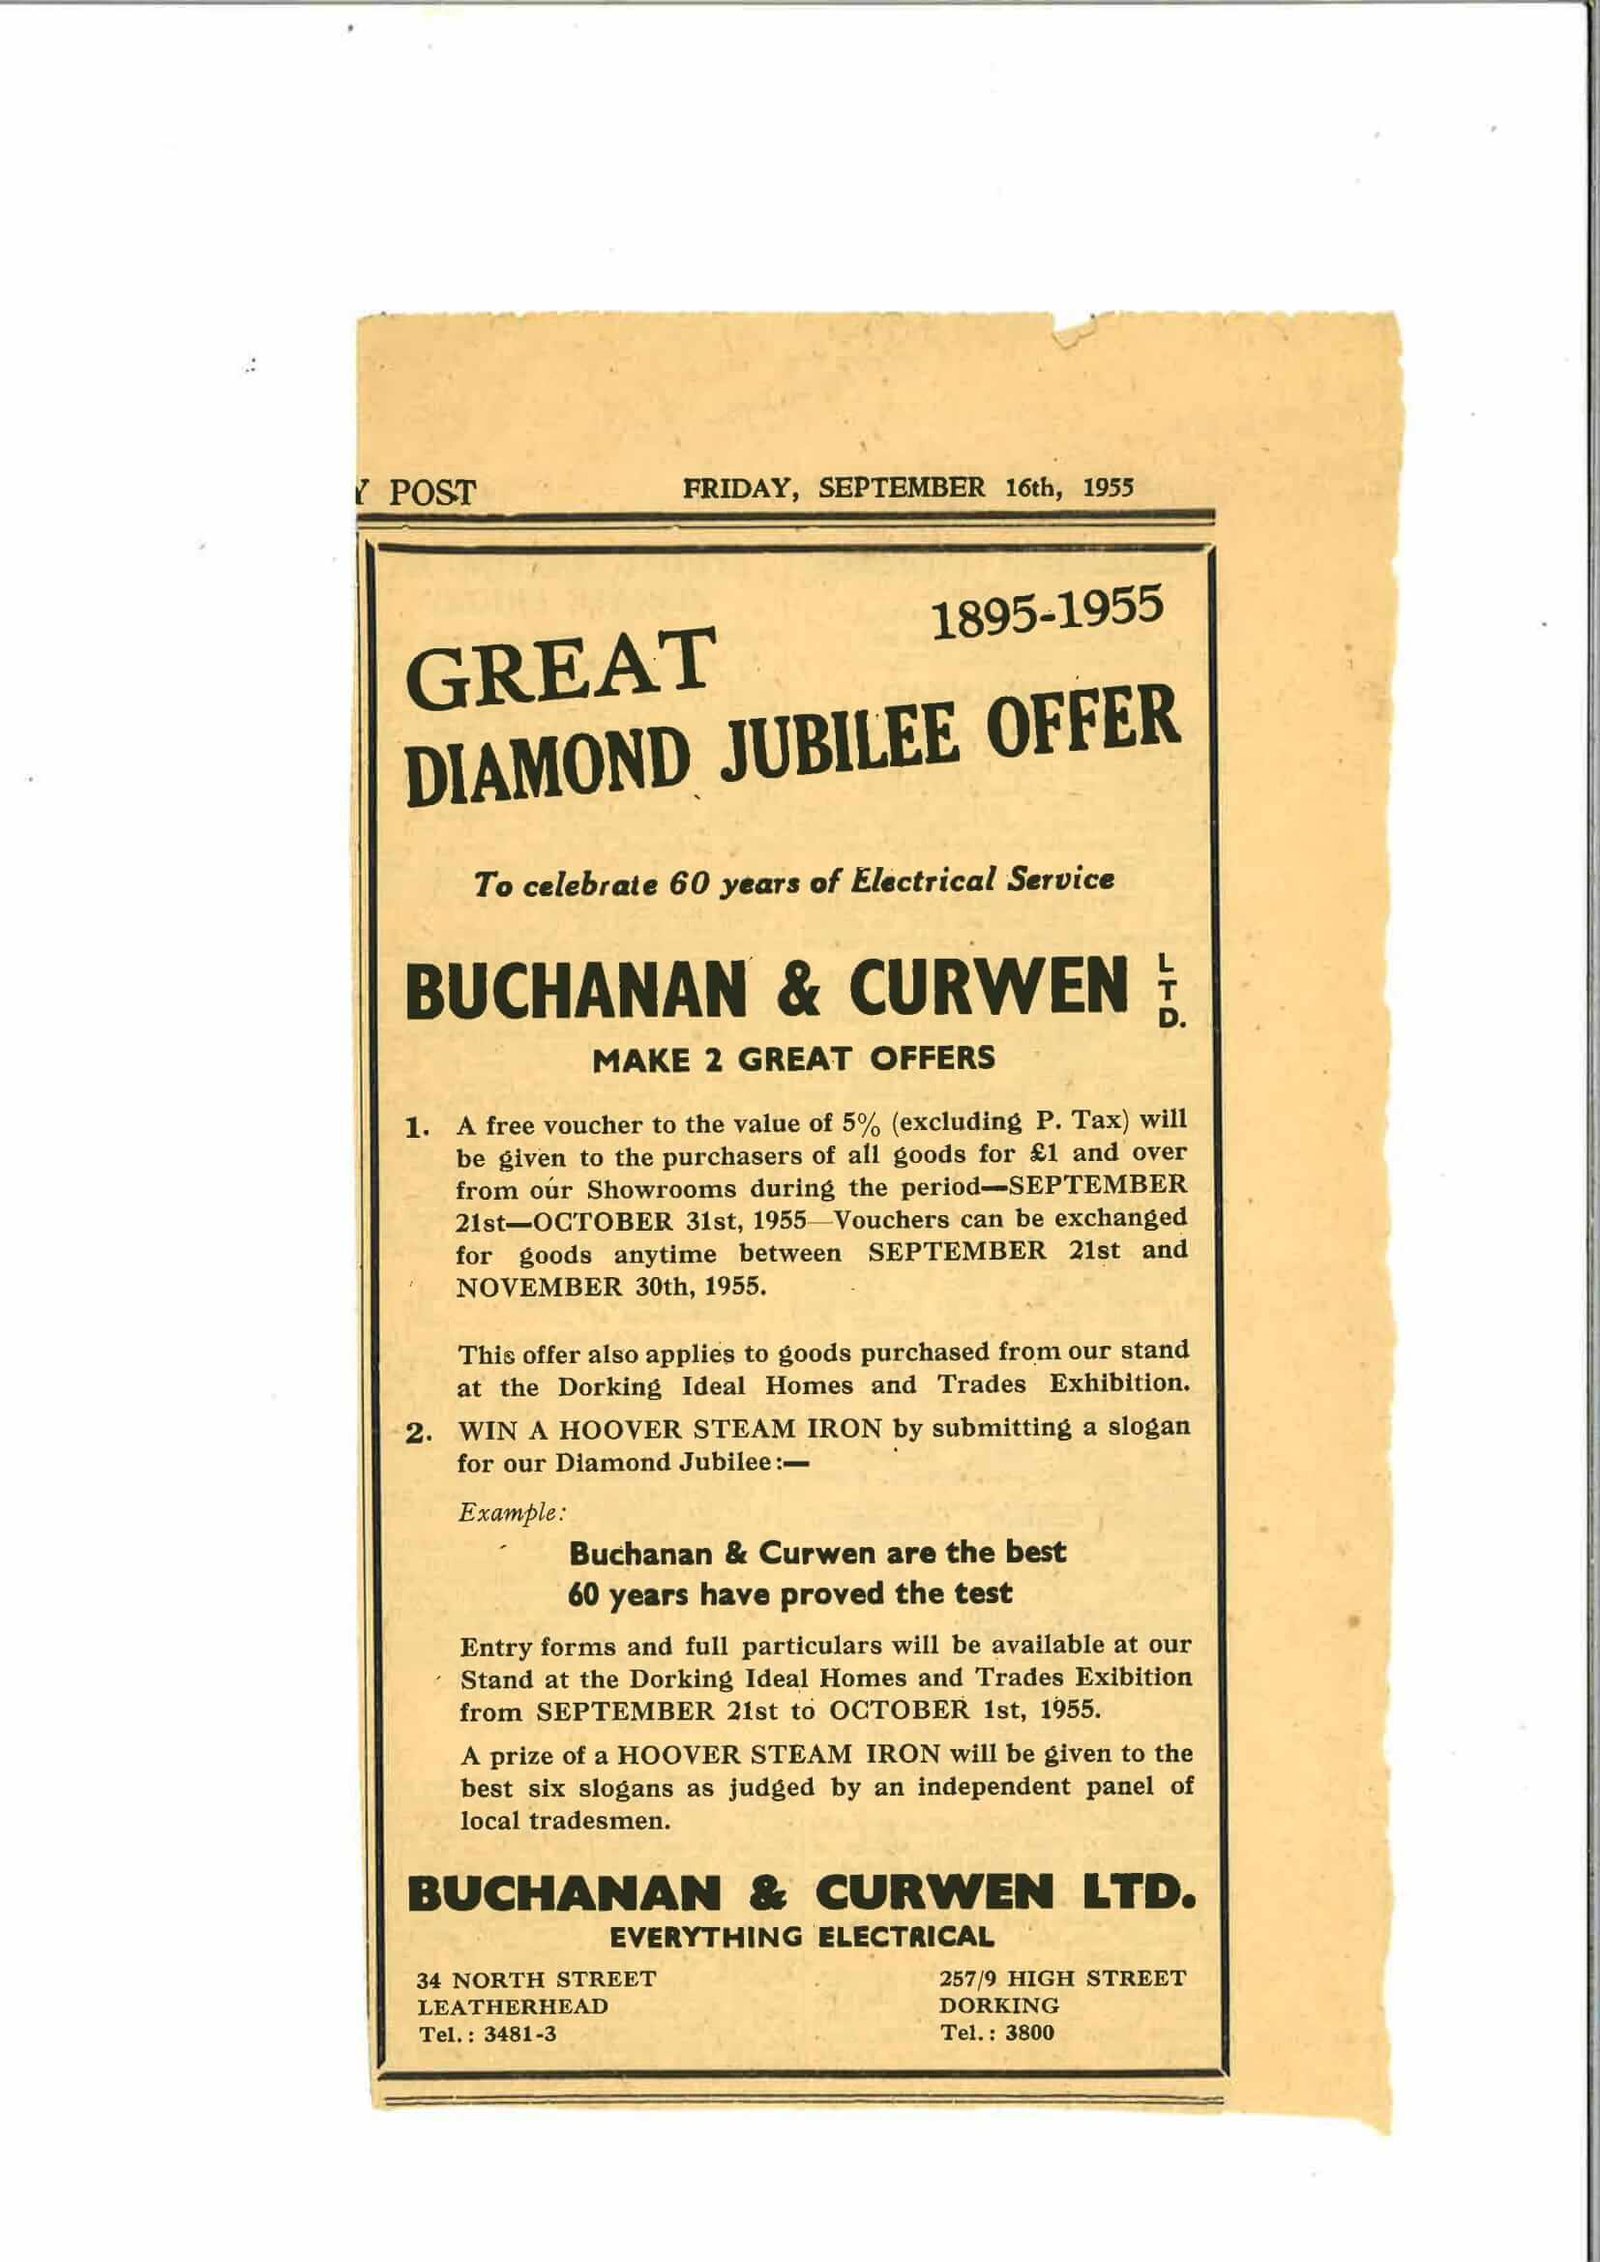 Y POST FRIDAY, SEPTEMBER 16th, 1955
1895-1955
GREAT
DIAMOND JUBILEE OFFER
To celebrate 60 years of Electrical Service
BUCHANAN & CURWEN LTD.
MAKE 2 GREAT OFFERS
1. A free voucher to the value of 5% (excluding P. Tax) will
be given to the purchasers of all goods for £1 and over
from our Showrooms during the period—SEPTEMBER
21st—OCTOBER 31st, 1955—Vouchers can be exchanged
for goods anytime between SEPTEMBER 21st and
NOVEMBER 30th, 1955.
This offer also applies to goods purchased from our stand
at the Dorking Ideal Homes and Trades Exhibition.
2. WIN A HOOVER STEAM IRON by submitting a slogan
for our Diamond Jubilee:—
Example:
Buchanan & Curwen are the best
60 years have proved the test
Entry forms and full particulars will be available at our
Stand at the Dorking Ideal Homes and Trades Exibition
from SEPTEMBER 21st to OCTOBER 1st, 1955.
A prize of a HOOVER STEAM IRON will be given to the
best six slogans as judged by an independent panel of
local tradesmen.
BUCHANAN & CURWEN LTD.
EVERYTHING ELECTRICAL
34 NORTH STREET
LEATHERHEAD
Tel.: 3481-3
257/9 HIGH STREET
DORKING
Tel.: 3800